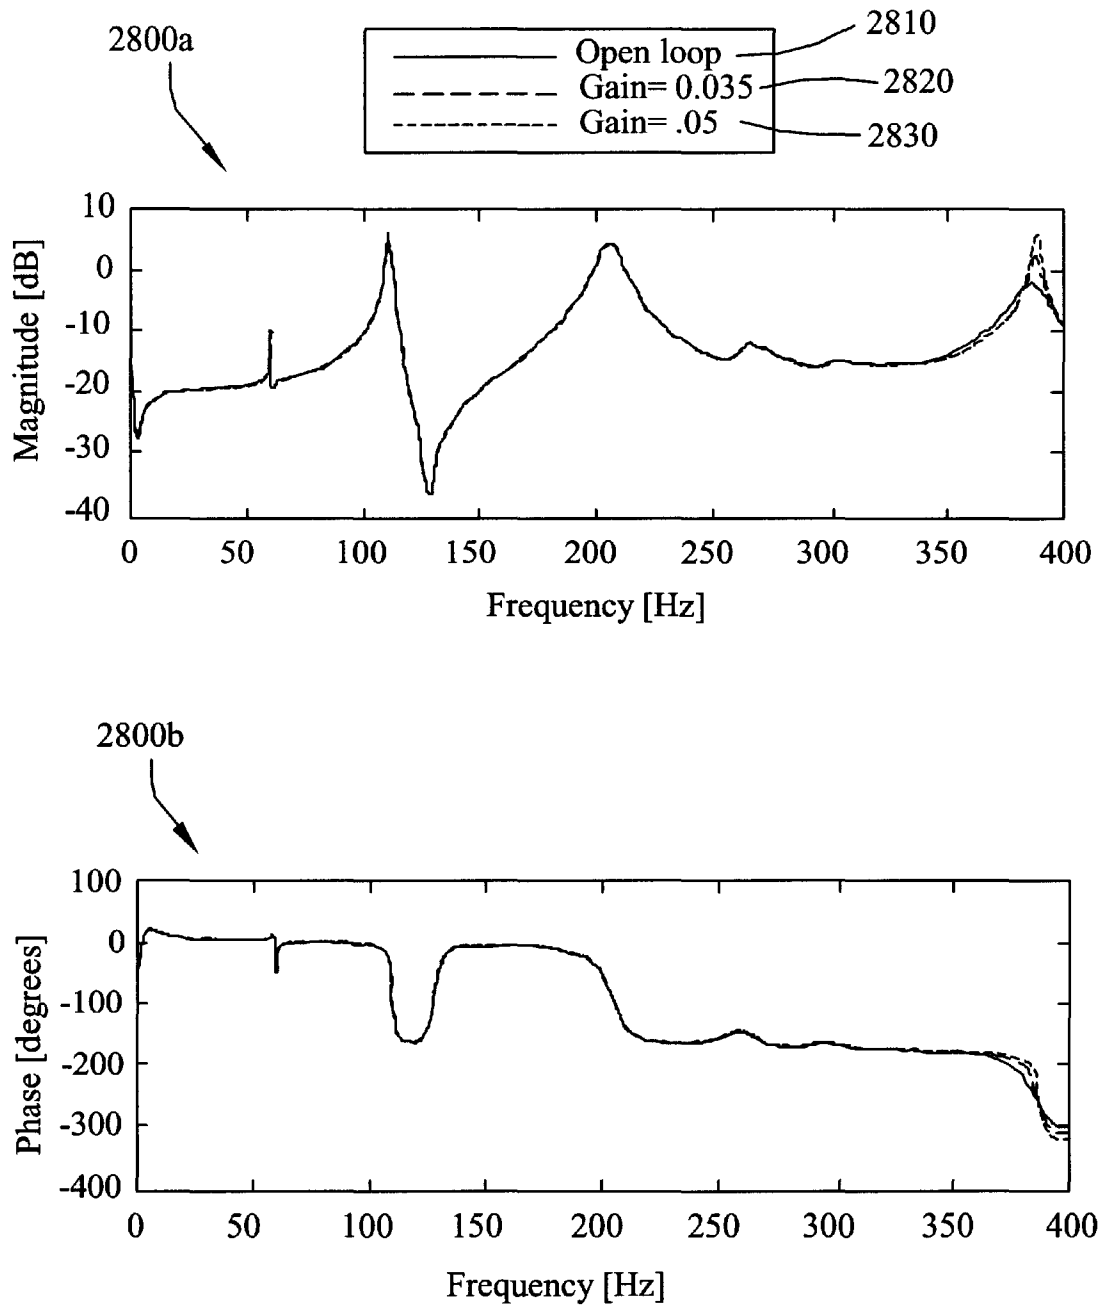 2800a
Open loop 2810
Gain= 0.035 2820
Gain= .05 2830
10
0
-10
-20
-30
-40
Magnitude [dB]
0 50 100 150 200 250 300 350 400
Frequency [Hz]
2800b
100
0
-100
-200
-300
-400
Phase [degrees]
0 50 100 150 200 250 300 350 400
Frequency [Hz]